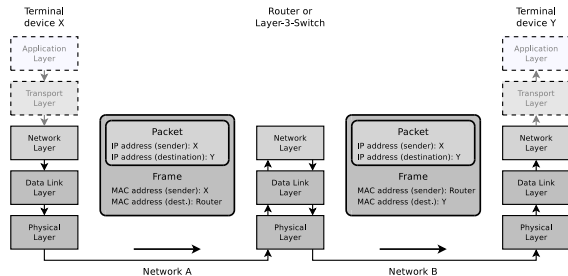 Terminal
device X
Router or
Layer-3-Switch
Terminal
device Y
Application
Layer
Application
Layer
Transport
Layer
Transport
Layer
Network
Layer
Packet
IP address (sender): X
IP address (destination): Y
Network
Layer
Packet
IP address (sender): X
IP address (destination): Y
Network
Layer
Data Link
Layer
Frame
MAC address (sender): X
MAC address (dest.): Router
Data Link
Layer
Frame
MAC address (sender): Router
MAC address (dest.): Y
Data Link
Layer
Physical
Layer
Physical
Layer
Physical
Layer
Network A
Network B